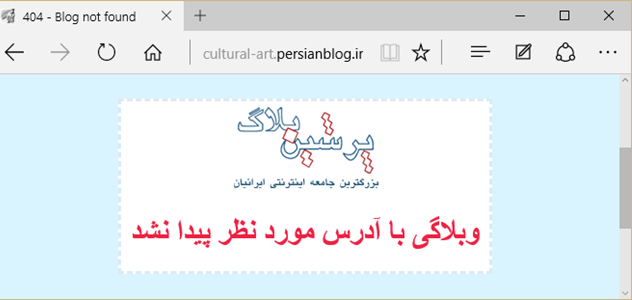 404 - Blog not found
cultural-art.persianblog.ir
پرشین بلاگ
بزرگترین جامعه اینترنتی ایرانیان
وبلاگی با آدرس مورد نظر پیدا نشد